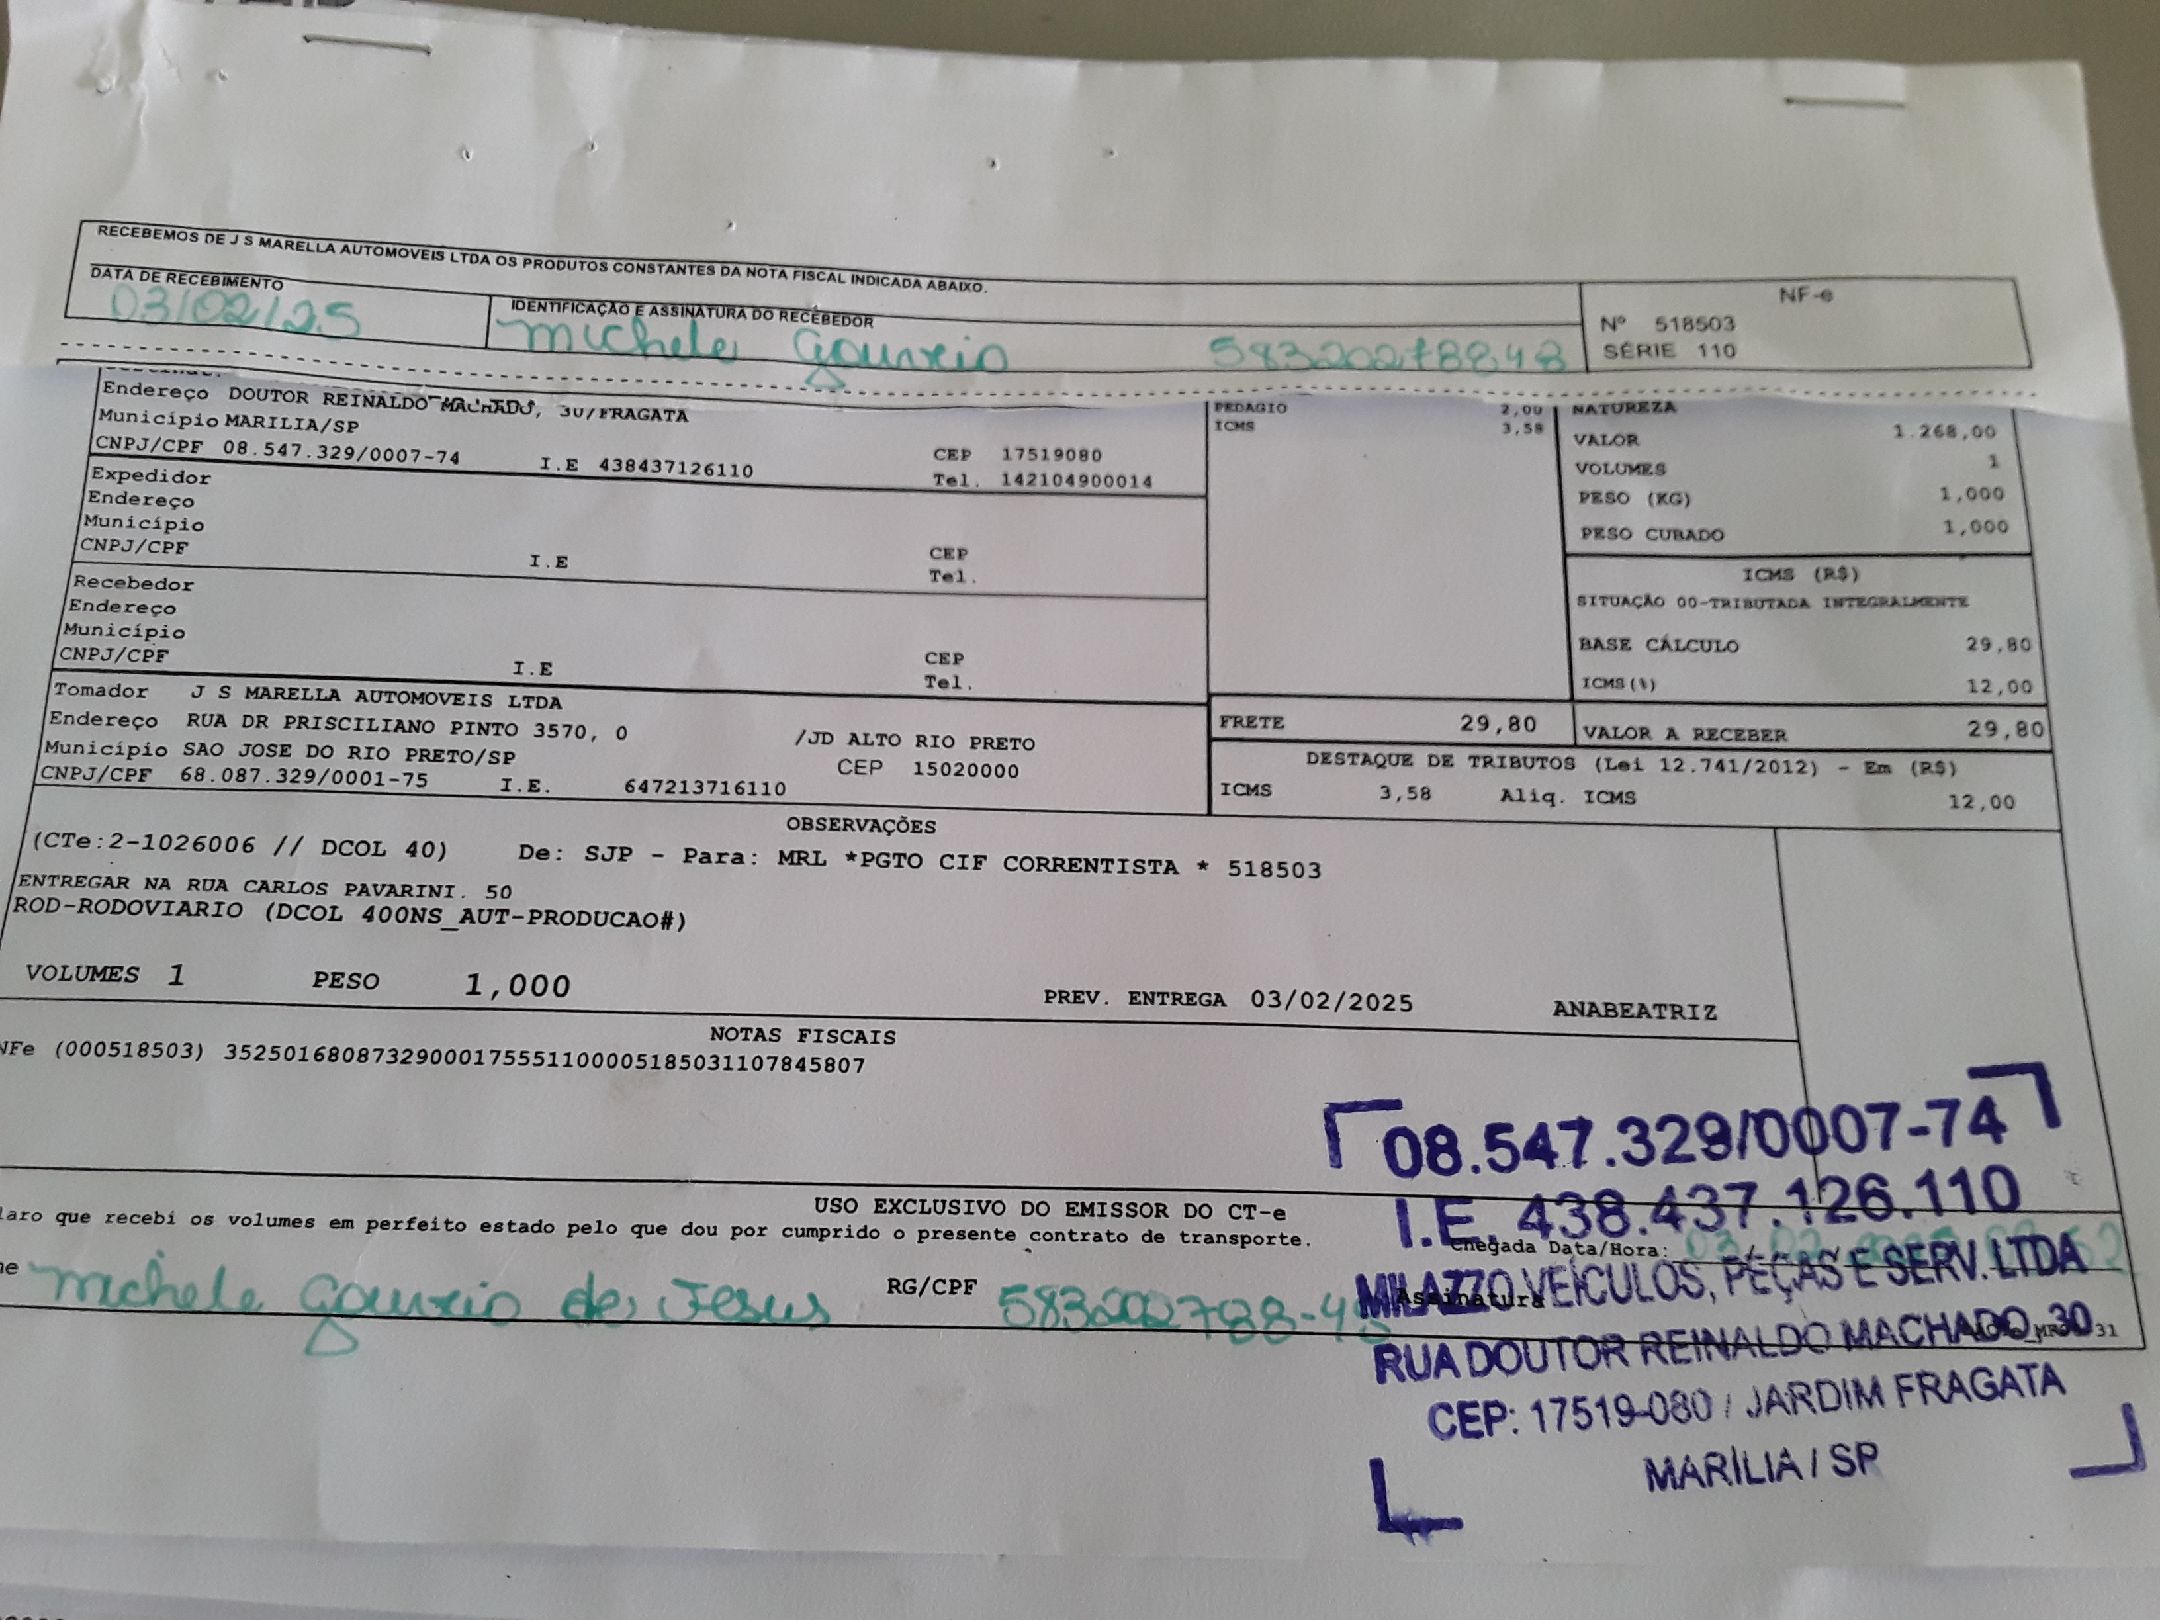 RECEBEMOS DE J S MARELLA AUTOMOVEIS LTDA OS PRODUTOS CONSTANTES DA NOTA FISCAL INDICADA ABAIXO.
DATA DE RECEBIMENTO
03/02/25
IDENTIFICAÇÃO E ASSINATURA DO RECEBEDOR
Michele 58320278848
NF-e
Nº 518503
SÉRIE 110
Endereço DOUTOR REINALDO MACHADO, 30/FRAGATA
Município MARILIA/SP
CNPJ/CPF 08.547.329/0007-74 I.E 438437126110
CEP 17519080
Tel. 142104900014
Expedidor
Endereço
Município
CNPJ/CPF I.E CEP
Tel.
Recebedor
Endereço
Município
CNPJ/CPF I.E CEP
Tel.
Tomador J S MARELLA AUTOMOVEIS LTDA
Endereço RUA DR PRISCILIANO PINTO 3570, 0 /JD ALTO RIO PRETO
Município SAO JOSE DO RIO PRETO/SP CEP 15020000
CNPJ/CPF 68.087.329/0001-75 I.E. 647213716110
PEDAGIO 2,00
ICMS 3,58
NATUREZA
VALOR 1.268,00
VOLUMES 1
PESO (KG) 1,000
PESO CUBADO 1,000
ICMS (R$)
SITUAÇÃO 00-TRIBUTADA INTEGRALMENTE
BASE CÁLCULO 29,80
ICMS(%) 12,00
FRETE 29,80
VALOR A RECEBER 29,80
DESTAQUE DE TRIBUTOS (Lei 12.741/2012) - Em (R$)
ICMS 3,58 Aliq. ICMS 12,00
OBSERVAÇÕES
(CTe:2-1026006 // DCOL 40) De: SJP - Para: MRL *PGTO CIF CORRENTISTA * 518503
ENTREGAR NA RUA CARLOS PAVARINI. 50
ROD-RODOVIARIO (DCOL 400NS_AUT-PRODUCAO#)
VOLUMES 1 PESO 1,000 PREV. ENTREGA 03/02/2025 ANABEATRIZ
NOTAS FISCAIS
NFe (000518503) 35250168087329000175551100005185031107845807
USO EXCLUSIVO DO EMISSOR DO CT-e
laro que recebi os volumes em perfeito estado pelo que dou por cumprido o presente contrato de transporte.
Chegada Data/Hora:
me Michele de Jesus RG/CPF 583202788-48
Assinatura
08.547.329/0007-74
I.E. 438.437.126.110
MILAZZO VEÍCULOS, PEÇAS E SERV. LTDA
RUA DOUTOR REINALDO MACHADO, 30
CEP: 17519-080 / JARDIM FRAGATA
MARÍLIA / SP